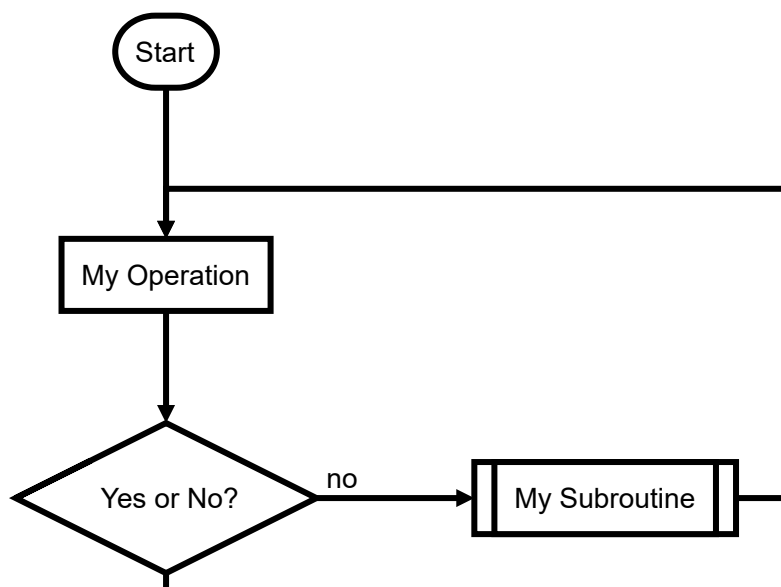 Start
My Operation
Yes or No?
no
My Subroutine